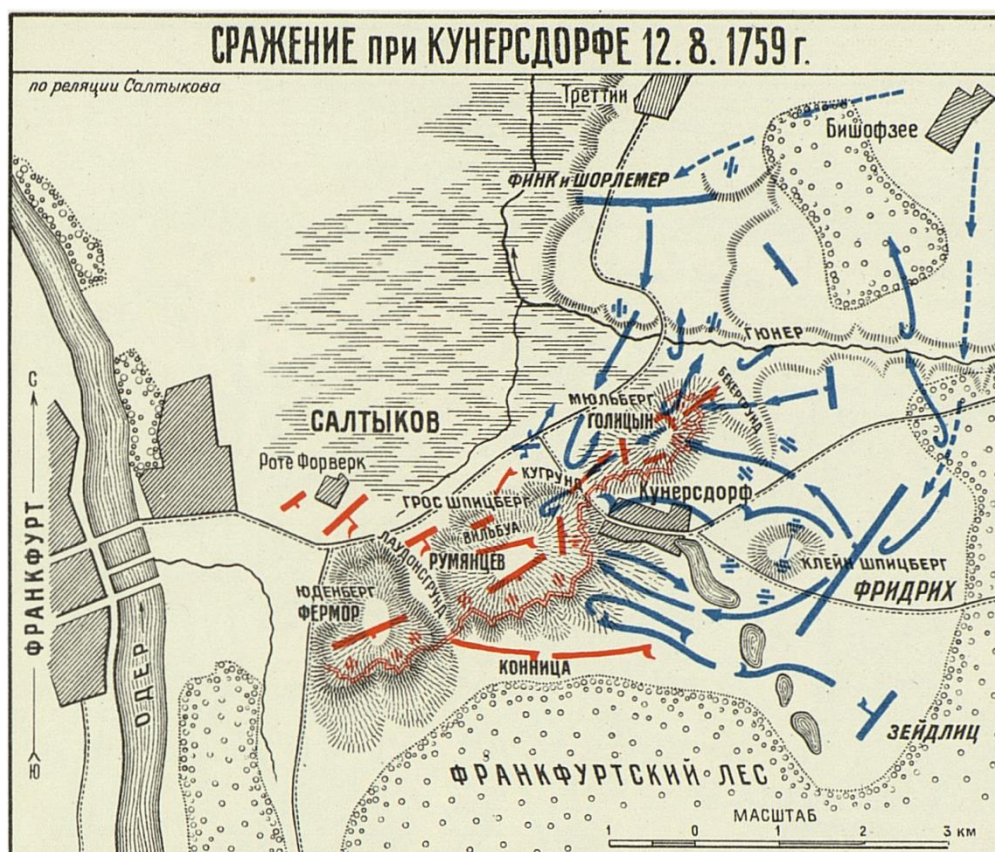 СРАЖЕНИЕ при КУНЕРСДОРФЕ 12.8.1759 г.
по реляции Салтыкова
Треттин
Бишофзее
ФИНК и ШОРЛЕМЕР
ГЮНЕР
С
МЮЛЬБЕРГ
БЕКЕРГРУНД
ГОЛИЦЫН
САЛТЫКОВ
Роте Форверк
КУГРУНД
Кунерсдорф
ГРОС ШПИЦБЕРГ
ВИЛЬБУА
ЛАУДОНСГРУНД
РУМЯНЦЕВ
КЛЕЙН ШПИЦБЕРГ
ФРИДРИХ
ЮДЕНБЕРГ
ФЕРМОР
ФРАНКФУРТ
ОДЕР
КОННИЦА
ЗЕЙДЛИЦ
Ю
ФРАНКФУРТСКИЙ ЛЕС
МАСШТАБ
1 0 1 2 3 км